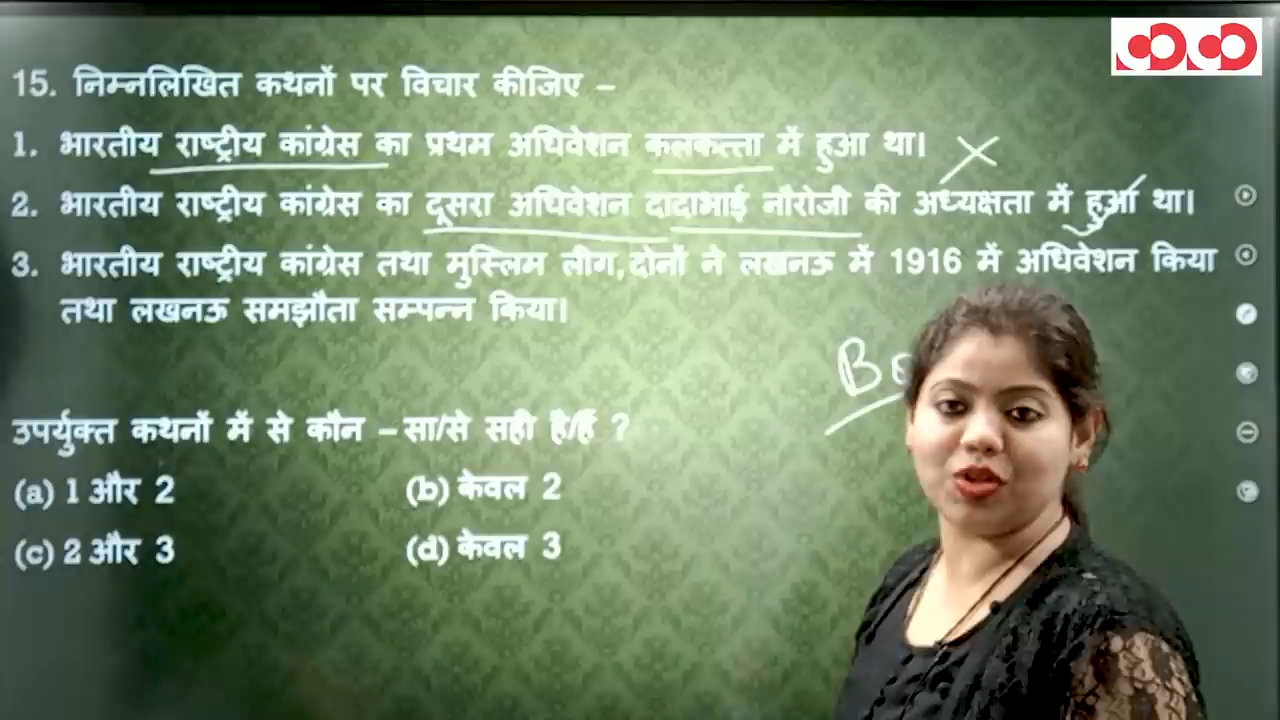 15. निम्नलिखित कथनों पर विचार कीजिए –
1. भारतीय राष्ट्रीय कांग्रेस का प्रथम अधिवेशन कलकत्ता में हुआ था।
2. भारतीय राष्ट्रीय कांग्रेस का दूसरा अधिवेशन दादाभाई नौरोजी की अध्यक्षता में हुआ था।
3. भारतीय राष्ट्रीय कांग्रेस तथा मुस्लिम लीग, दोनों ने लखनऊ में 1916 में अधिवेशन किया
तथा लखनऊ समझौता सम्पन्न किया।
उपर्युक्त कथनों में से कौन – सा/से सही है/हैं ?
(a) 1 और 2 (b) केवल 2
(c) 2 और 3 (d) केवल 3